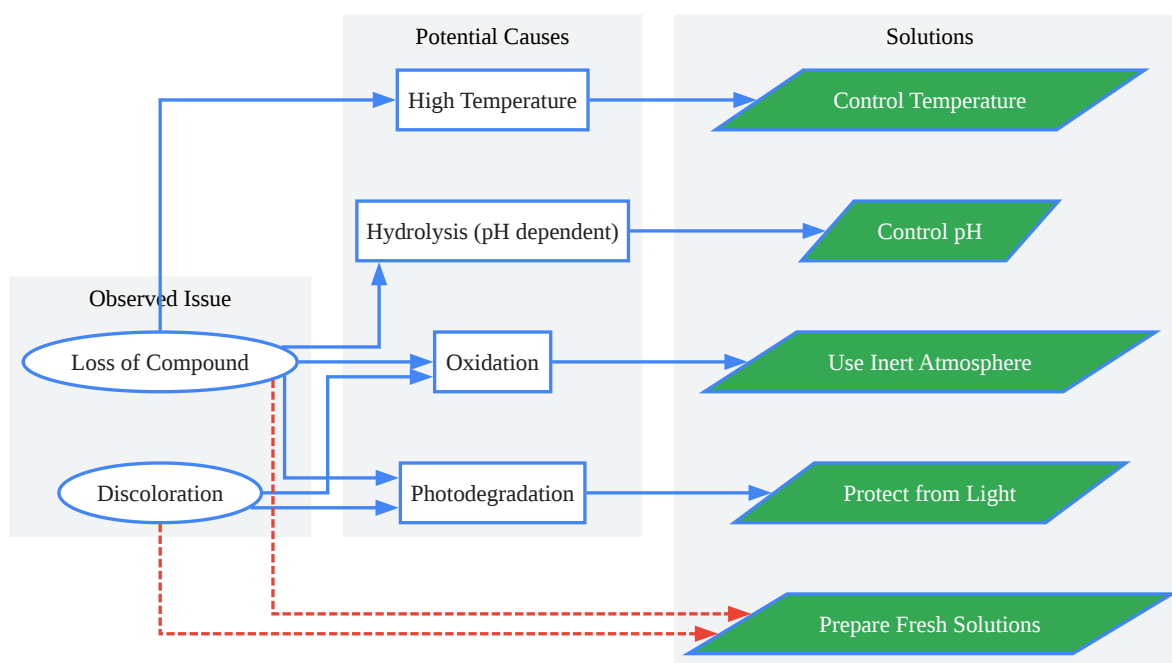 Potential Causes
Solutions
High Temperature
Control Temperature
Hydrolysis (pH dependent)
Control pH
Observed Issue
Loss of Compound
Oxidation
Use Inert Atmosphere
Discoloration
Photodegradation
Protect from Light
Prepare Fresh Solutions